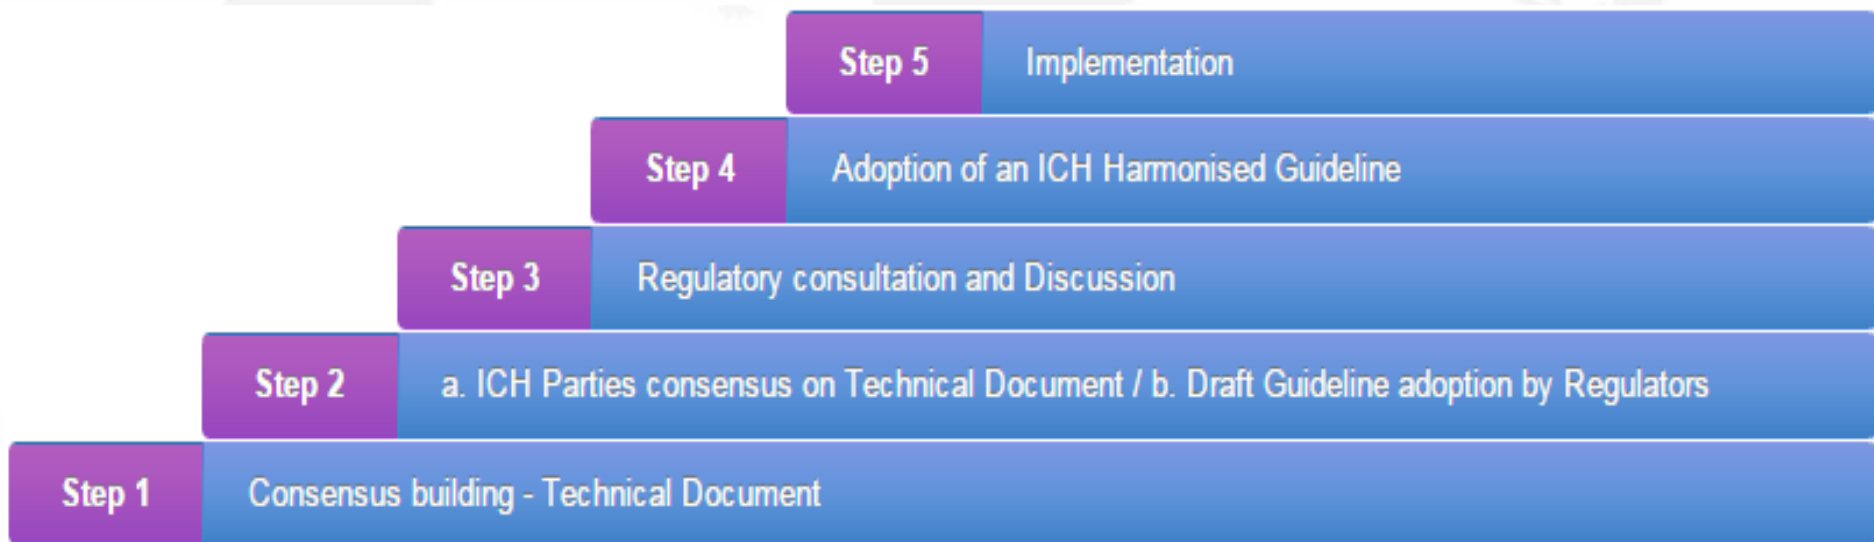 Step 5 Implementation
Step 4 Adoption of an ICH Harmonised Guideline
Step 3 Regulatory consultation and Discussion
Step 2 a. ICH Parties consensus on Technical Document / b. Draft Guideline adoption by Regulators
Step 1 Consensus building - Technical Document